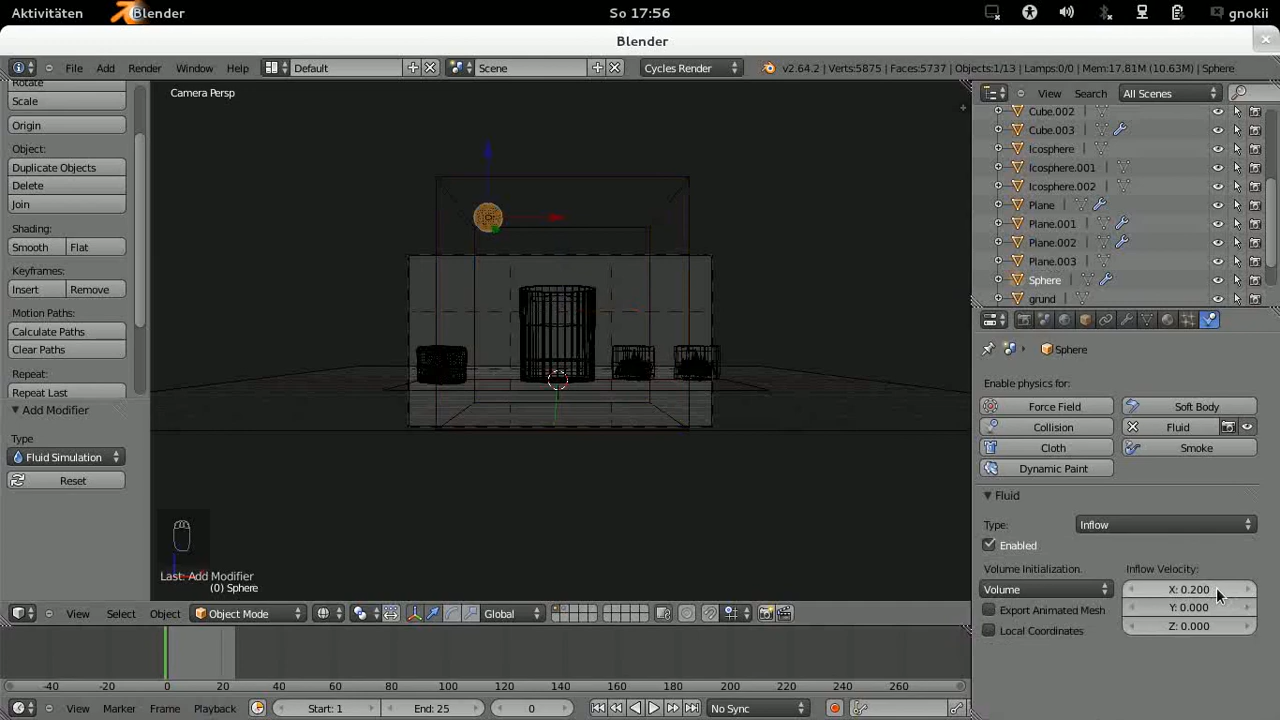 Aktivitäten Blender So 17:56 gnokii
Blender
File Add Render Window Help Default Scene Cycles Render v2.64.2 | Verts:5875 | Faces:5737 | Objects:1/13 | Lamps:0/0 | Mem:17.81M (10.63M) | Sphere
Rotate
Scale
Origin
Object:
Duplicate Objects
Delete
Join
Shading:
Smooth Flat
Keyframes:
Insert Remove
Motion Paths:
Calculate Paths
Clear Paths
Repeat:
Repeat Last
Add Modifier
Type
Fluid Simulation
Reset
Camera Persp
Last: Add Modifier
(0) Sphere
View Select Object Object Mode Global
-40 -20 0 20 40 60 80 100 120 140 160 180 200 220 240 260
View Marker Frame Playback Start: 1 End: 25 0 No Sync
View Search All Scenes
Cube.002
Cube.003
Icosphere
Icosphere.001
Icosphere.002
Plane
Plane.001
Plane.002
Plane.003
Sphere
grund
Sphere
Enable physics for:
Force Field Soft Body
Collision Fluid
Cloth Smoke
Dynamic Paint
Fluid
Type: Inflow
Enabled
Volume Initialization: Inflow Velocity:
Volume X: 0.200
Export Animated Mesh Y: 0.000
Local Coordinates Z: 0.000